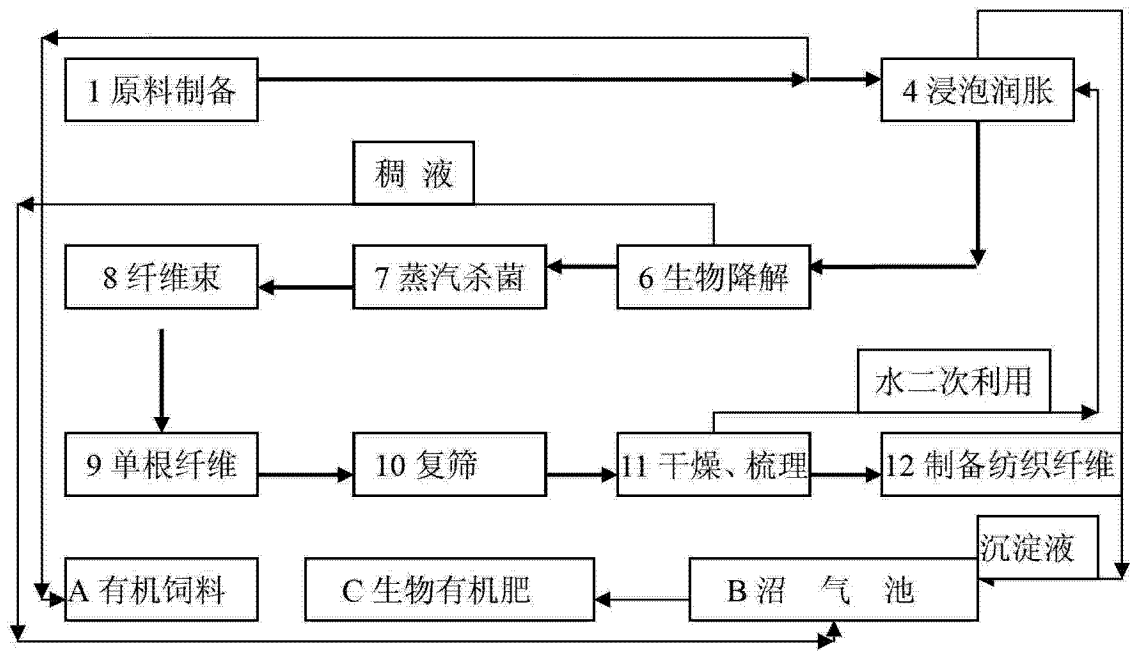 1 原料制备
4 浸泡润胀
稠 液
8 纤维束
7 蒸汽杀菌
6 生物降解
水二次利用
9 单根纤维
10 复筛
11 干燥、梳理
12 制备纺织纤维
沉淀液
A 有机饲料
C 生物有机肥
B 沼 气 池